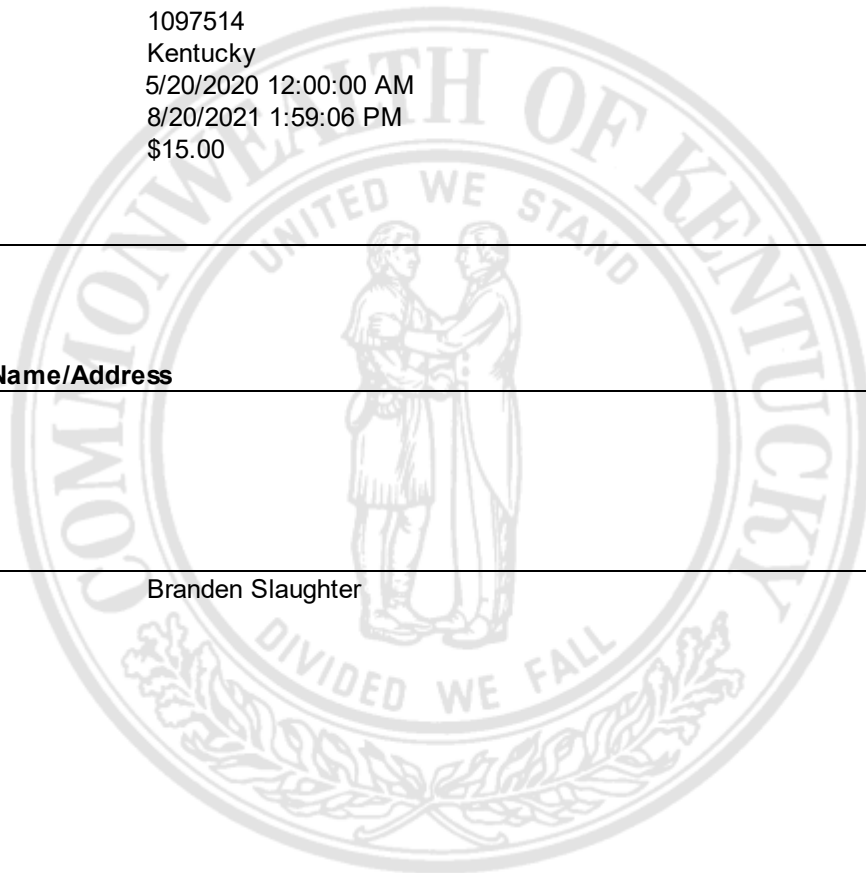 1097514
Kentucky
5/20/2020 12:00:00 AM
8/20/2021 1:59:06 PM
$15.00
COMMONWEALTH OF KENTUCKY
UNITED WE STAND
Name/Address
Branden Slaughter
DIVIDED WE FALL